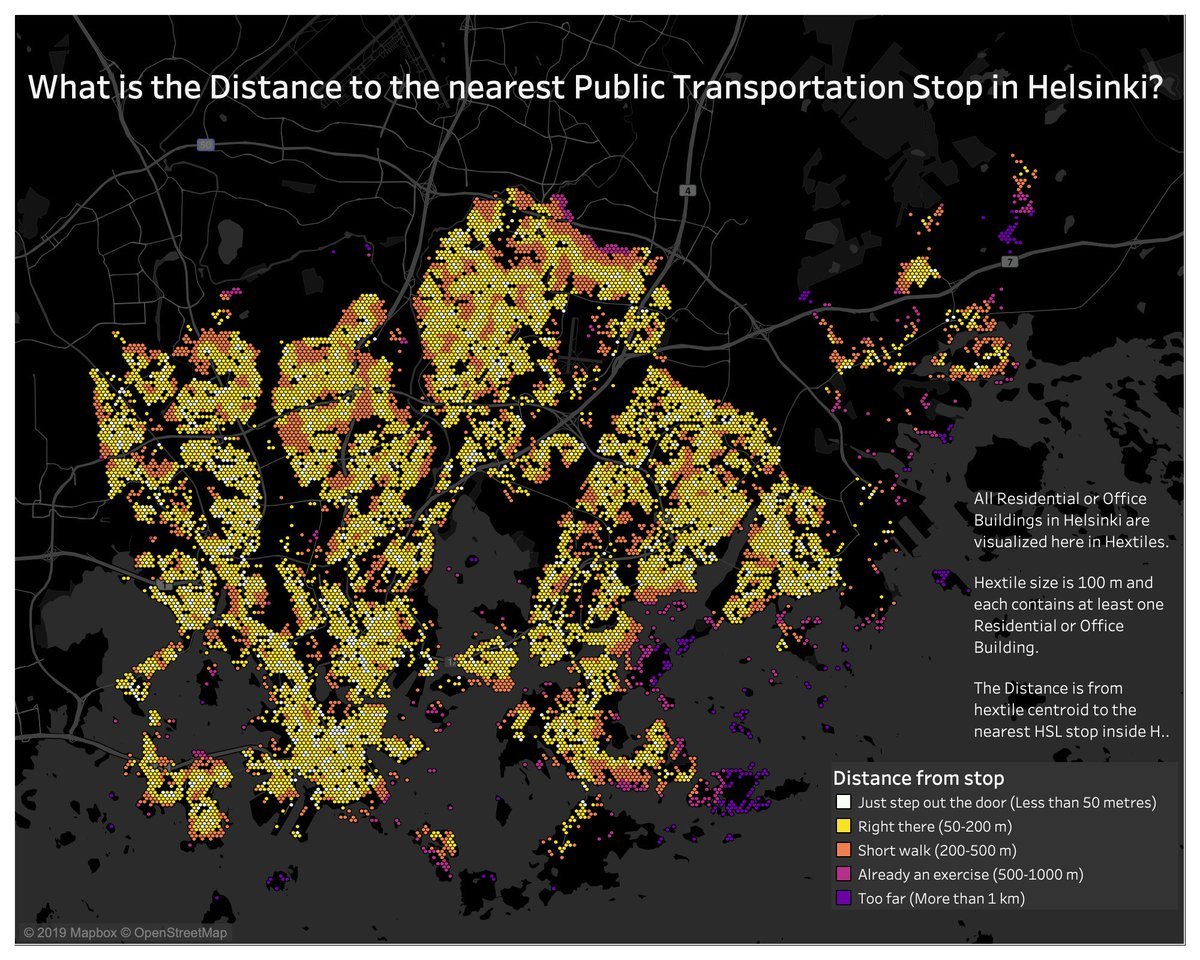 What is the Distance to the nearest Public Transportation Stop in Helsinki?
50
4
7
All Residential or Office
Buildings in Helsinki are
visualized here in Hextiles.
Hextile size is 100 m and
each contains at least one
Residential or Office
Building.
The Distance is from
hextile centroid to the
nearest HSL stop inside H..
Distance from stop
Just step out the door (Less than 50 metres)
Right there (50-200 m)
Short walk (200-500 m)
Already an exercise (500-1000 m)
Too far (More than 1 km)
© 2019 Mapbox © OpenStreetMap